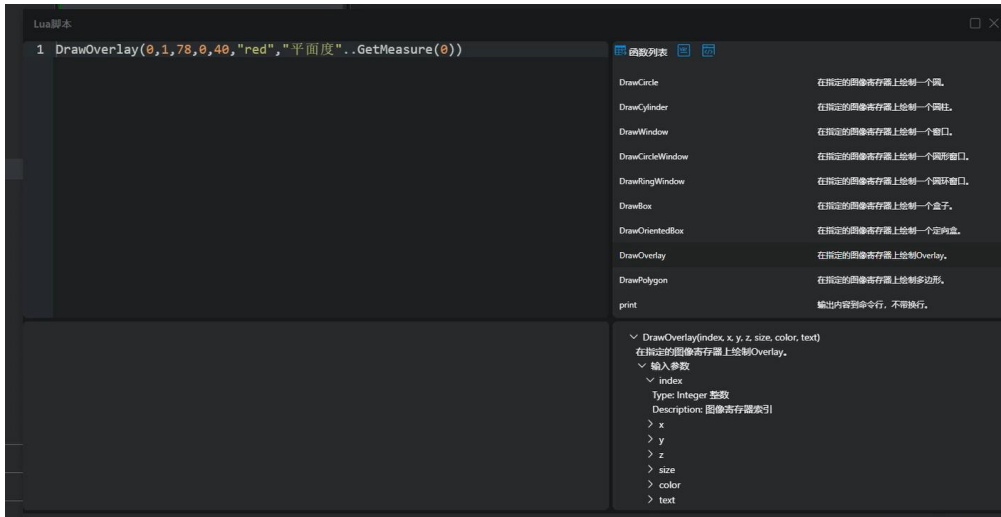 Lua脚本
1 DrawOverlay(0,1,78,0,40,"red","平面度"..GetMeasure(0))
函数列表
DrawCircle 在指定的图像寄存器上绘制一个圆。
DrawCylinder 在指定的图像寄存器上绘制一个圆柱。
DrawWindow 在指定的图像寄存器上绘制一个窗口。
DrawCircleWindow 在指定的图像寄存器上绘制一个圆形窗口。
DrawRingWindow 在指定的图像寄存器上绘制一个圆环窗口。
DrawBox 在指定的图像寄存器上绘制一个盒子。
DrawOrientedBox 在指定的图像寄存器上绘制一个定向盒。
DrawOverlay 在指定的图像寄存器上绘制Overlay。
DrawPolygon 在指定的图像寄存器上绘制多边形。
print 输出内容到命令行，不带换行。
DrawOverlay(index, x, y, z, size, color, text)
在指定的图像寄存器上绘制Overlay。
输入参数
index
Type: Integer 整数
Description: 图像寄存器索引
x
y
z
size
color
text